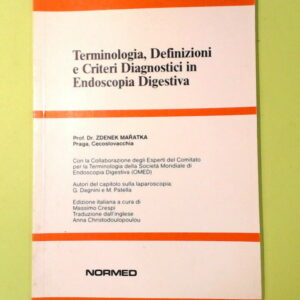 Terminologia, Definizioni
e Criteri Diagnostici in
Endoscopia Digestiva
Prof. Dr. ZDENEK MAŘATKA
Praga, Cecoslovacchia
Con la Collaborazione degli Esperti del Comitato
per la Terminologia della Società Mondiale di
Endoscopia Digestiva (OMED)
Autori del capitolo sulla laparoscopia:
G. Dagnini e M. Patella
Edizione italiana a cura di
Massimo Crespi
Traduzione dall'inglese
Anna Christodoulopoulou
NORMED